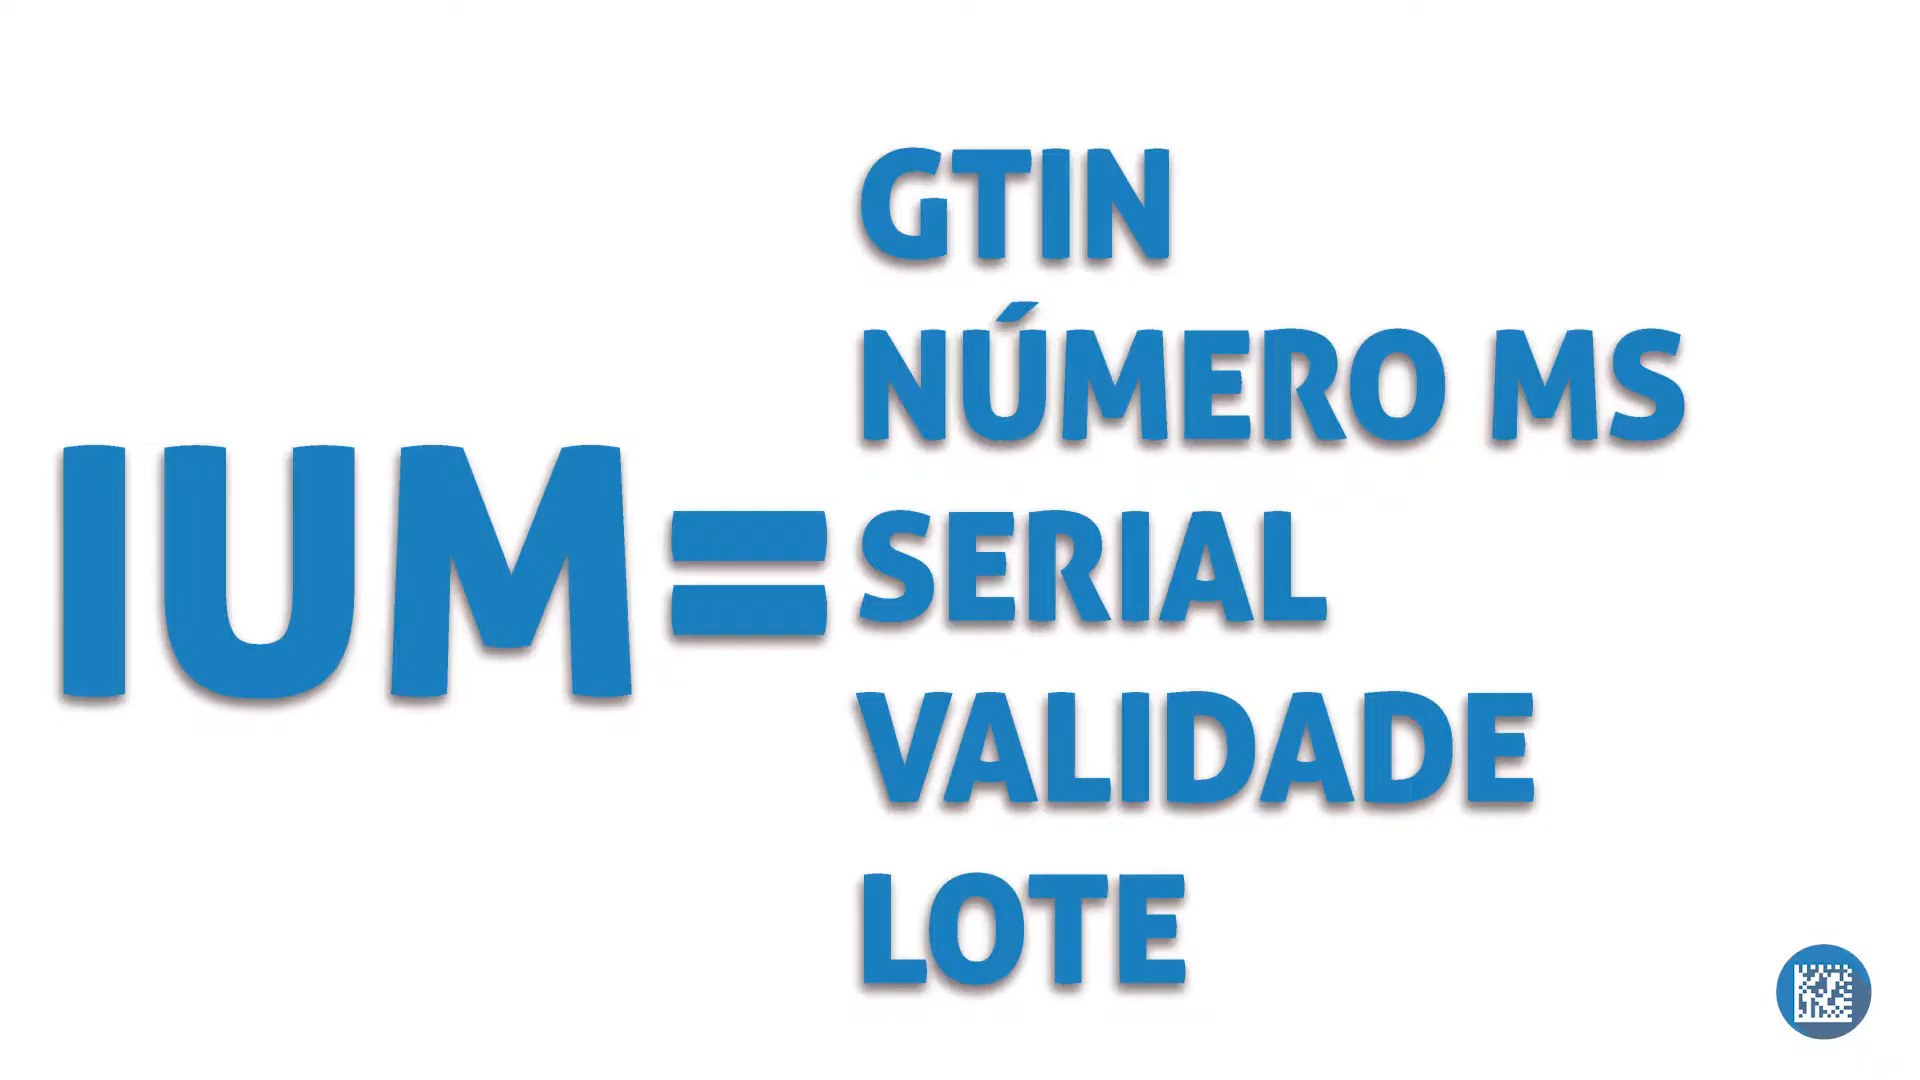 IUM=
GTIN
NÚMERO MS
SERIAL
VALIDADE
LOTE